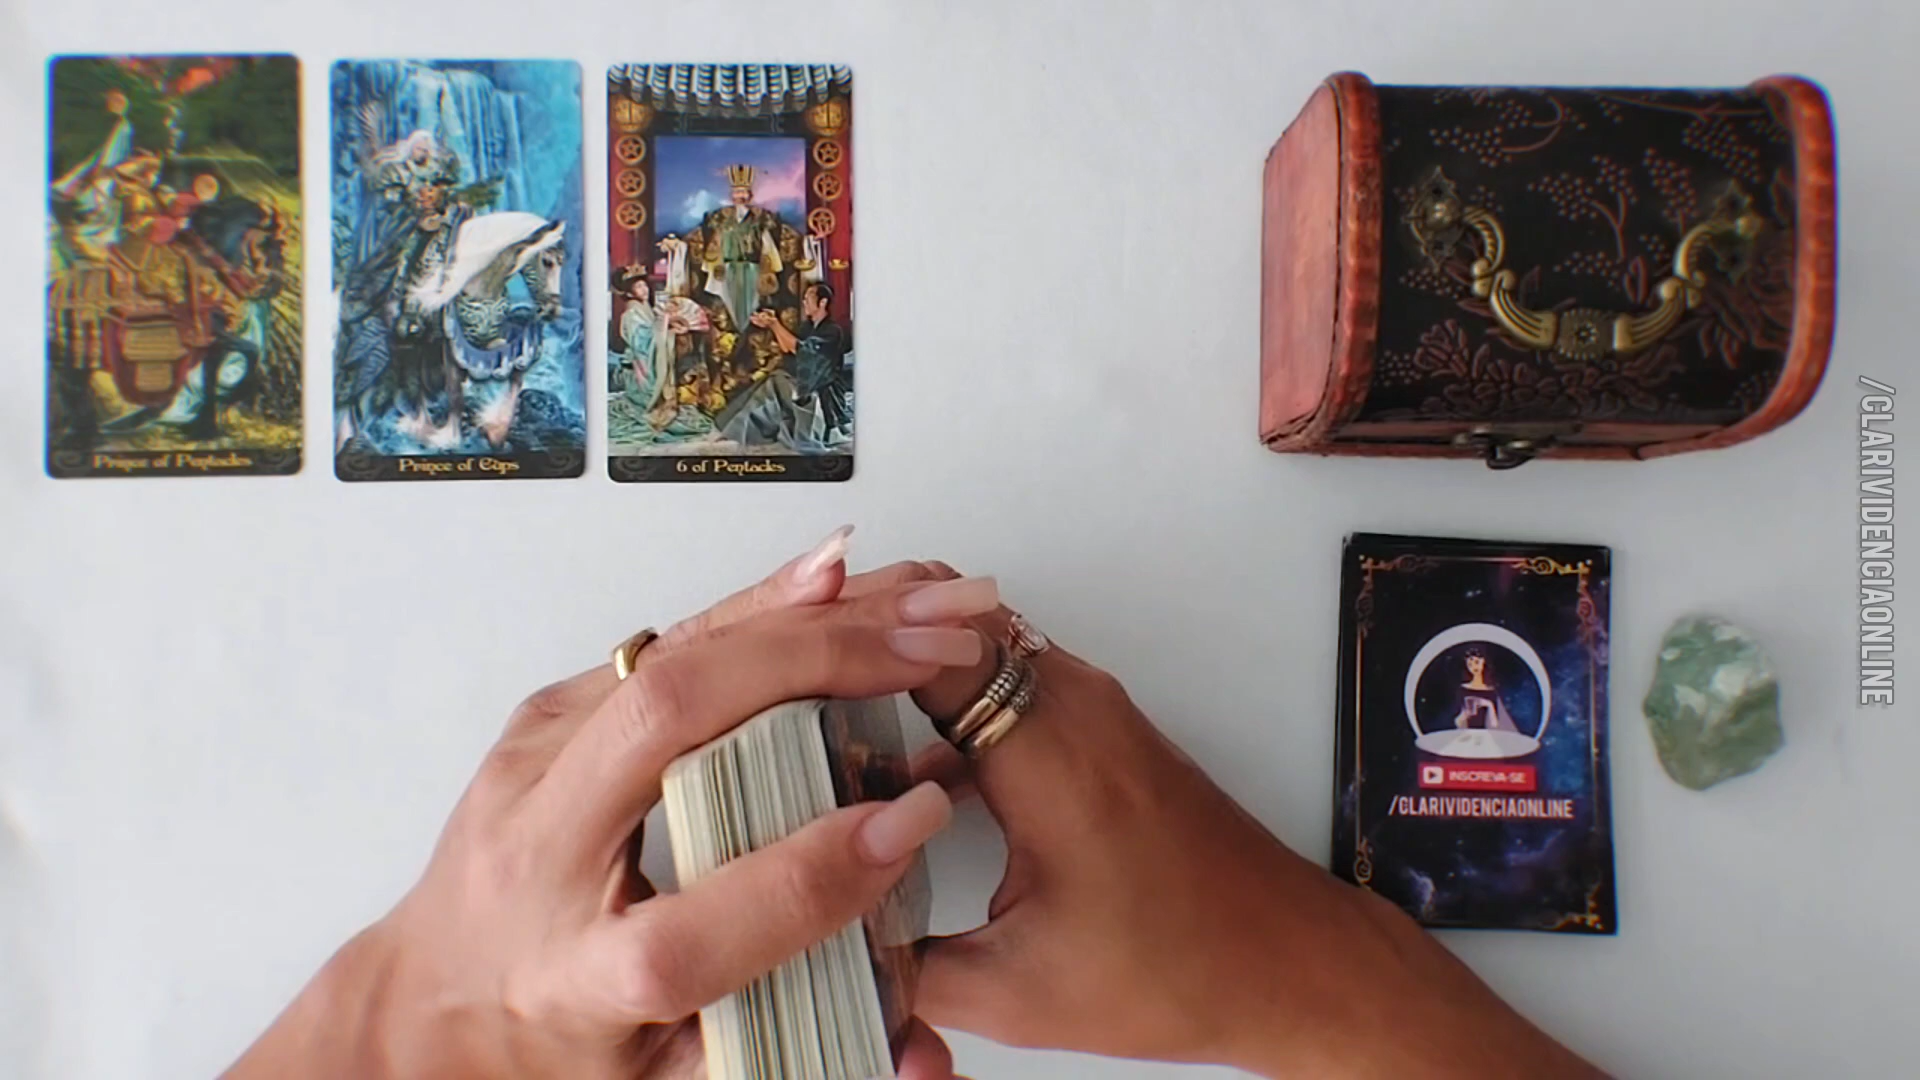 Prince of Pentacles
Prince of Cups
6 of Pentacles
/CLARIVIDENCIAONLINE
INSCREVA-SE
/CLARIVIDENCIAONLINE